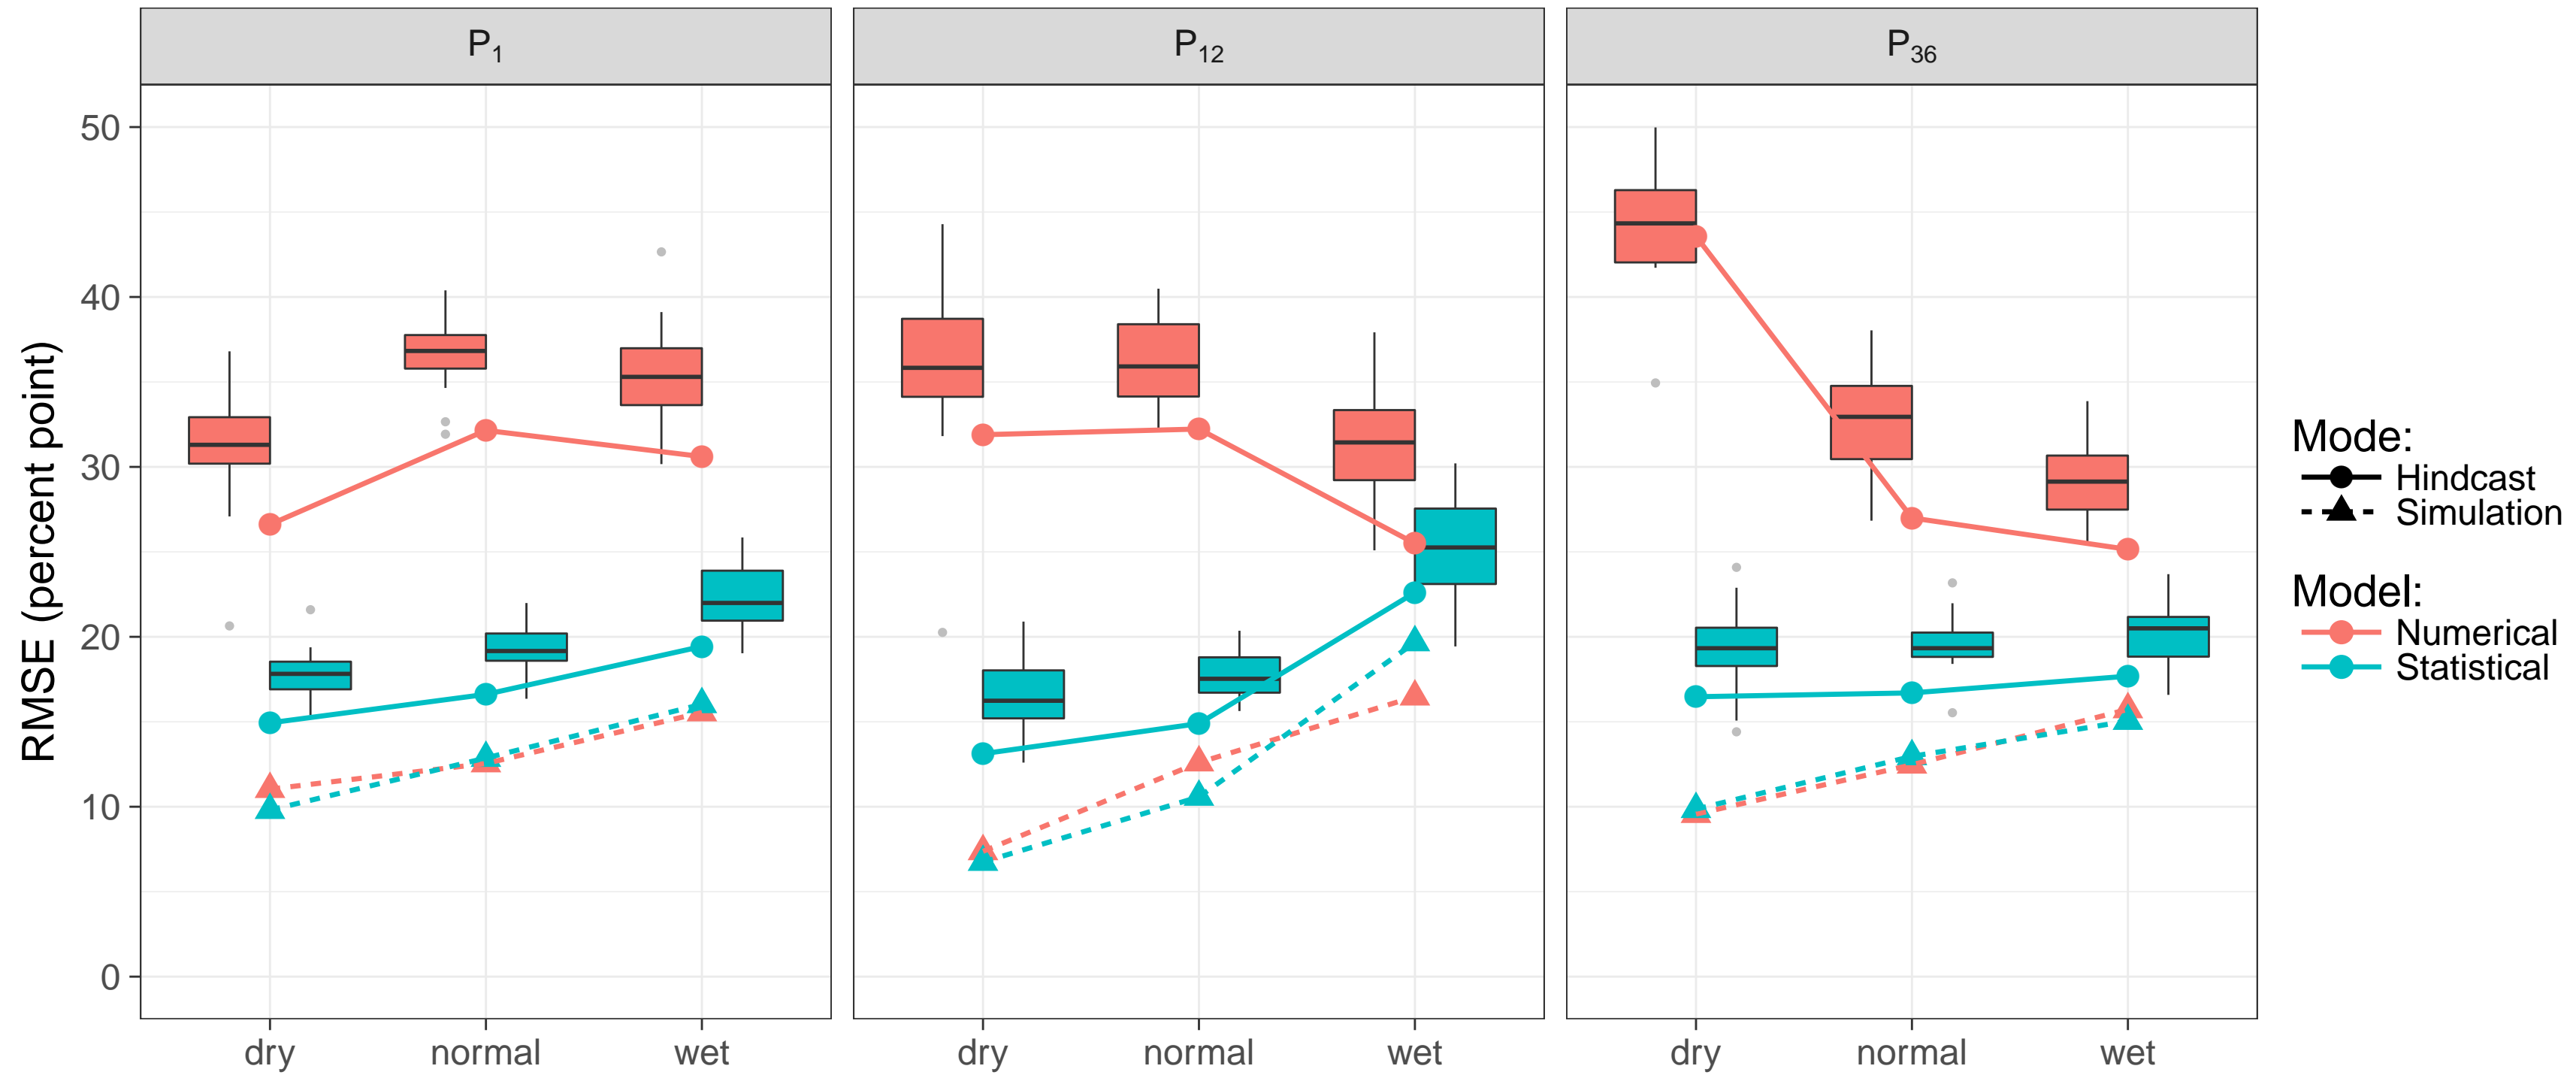 P1
P12
P36
RMSE (percent point)
50
40
30
20
10
0
dry normal wet
dry normal wet
dry normal wet
Mode:
Hindcast
Simulation
Model:
Numerical
Statistical